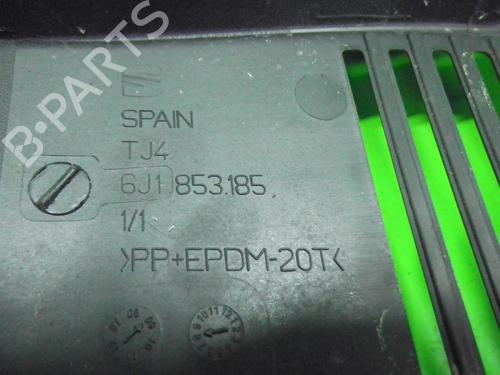 B-PARTS
SPAIN
TJ4
6J1 853.185
1/1
>PP+EPDM-20T<